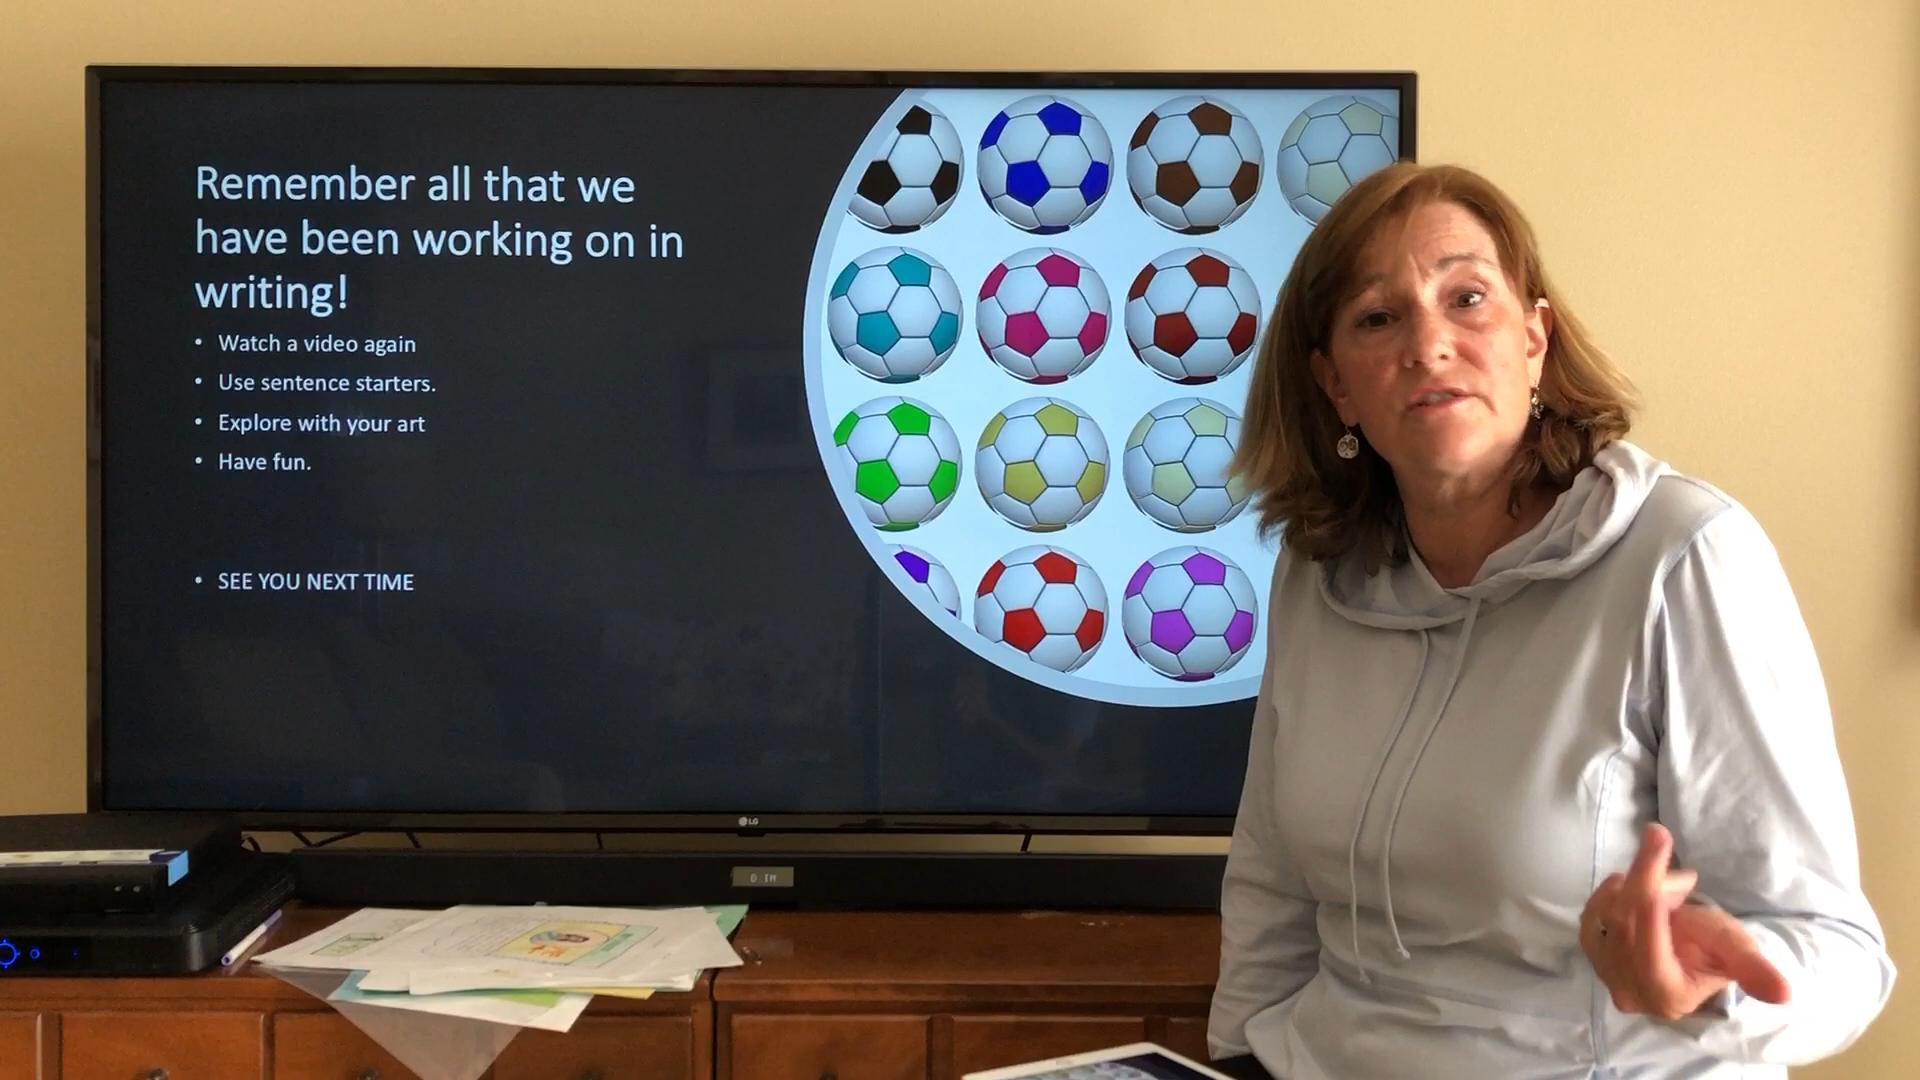 Remember all that we
have been working on in
writing!
• Watch a video again
• Use sentence starters.
• Explore with your art
• Have fun.
• SEE YOU NEXT TIME
LG